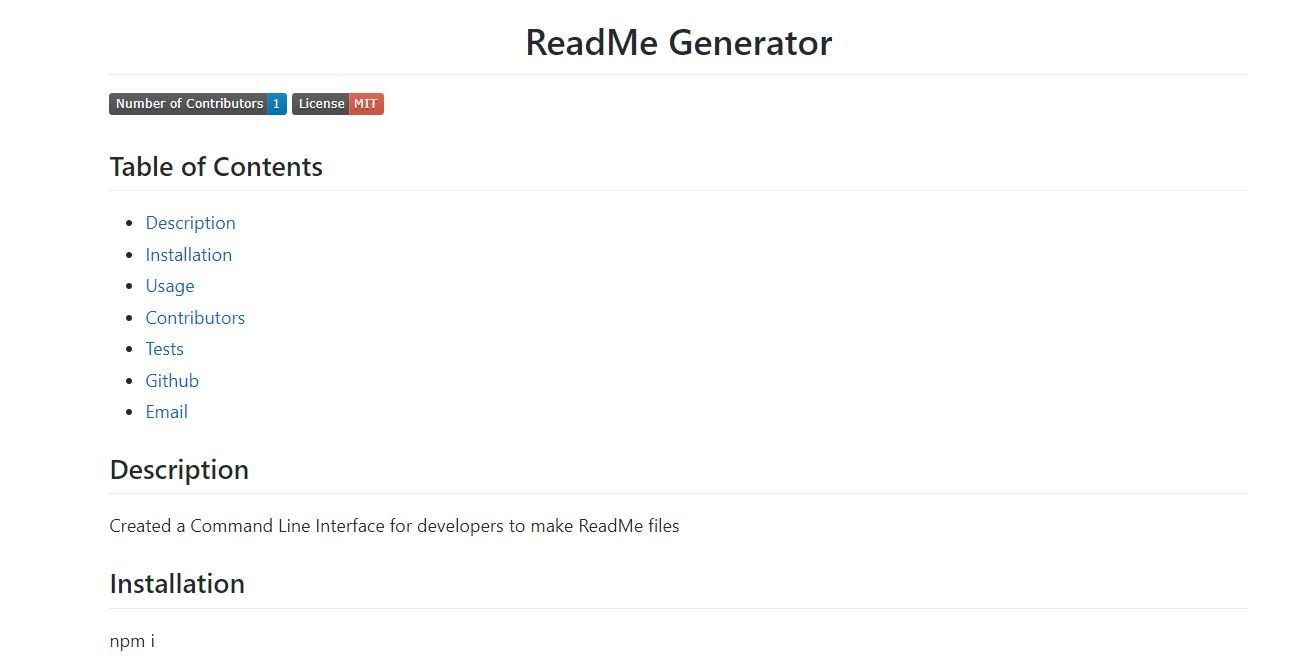 ReadMe Generator
Number of Contributors 1 License MIT
Table of Contents
Description
Installation
Usage
Contributors
Tests
Github
Email
Description
Created a Command Line Interface for developers to make ReadMe files
Installation
npm i